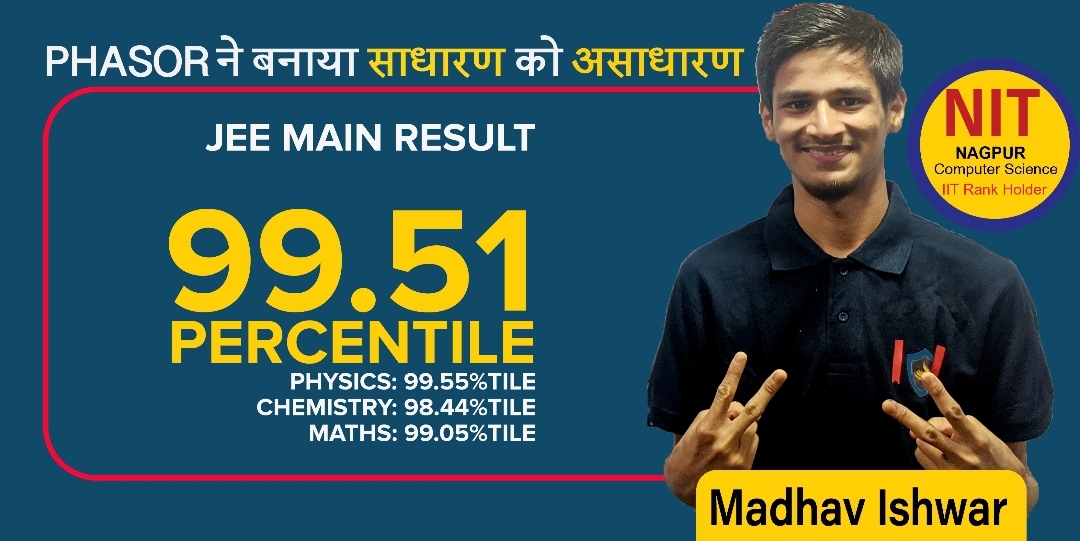 PHASOR ने बनाया साधारण को असाधारण
JEE MAIN RESULT
99.51
PERCENTILE
PHYSICS: 99.55%TILE
CHEMISTRY: 98.44%TILE
MATHS: 99.05%TILE
NIT
NAGPUR
Computer Science
IIT Rank Holder
Madhav Ishwar